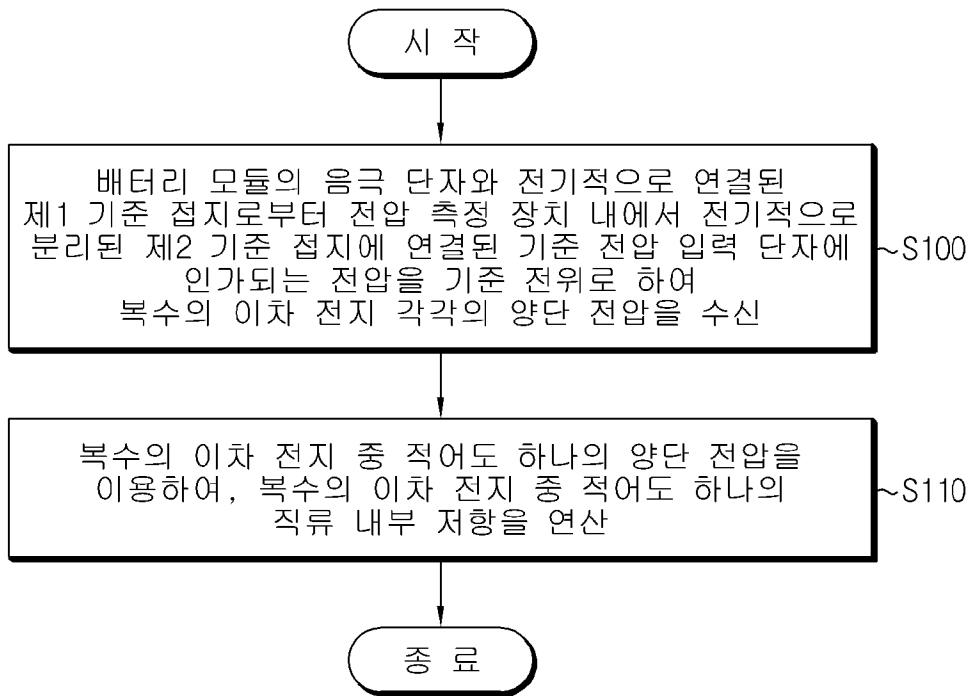 시 작
배터리 모듈의 음극 단자와 전기적으로 연결된
제1 기준 접지로부터 전압 측정 장치 내에서 전기적으로
분리된 제2 기준 접지에 연결된 기준 전압 입력 단자에
인가되는 전압을 기준 전위로 하여
복수의 이차 전지 각각의 양단 전압을 수신
~S100
복수의 이차 전지 중 적어도 하나의 양단 전압을
이용하여, 복수의 이차 전지 중 적어도 하나의
직류 내부 저항을 연산
~S110
종 료